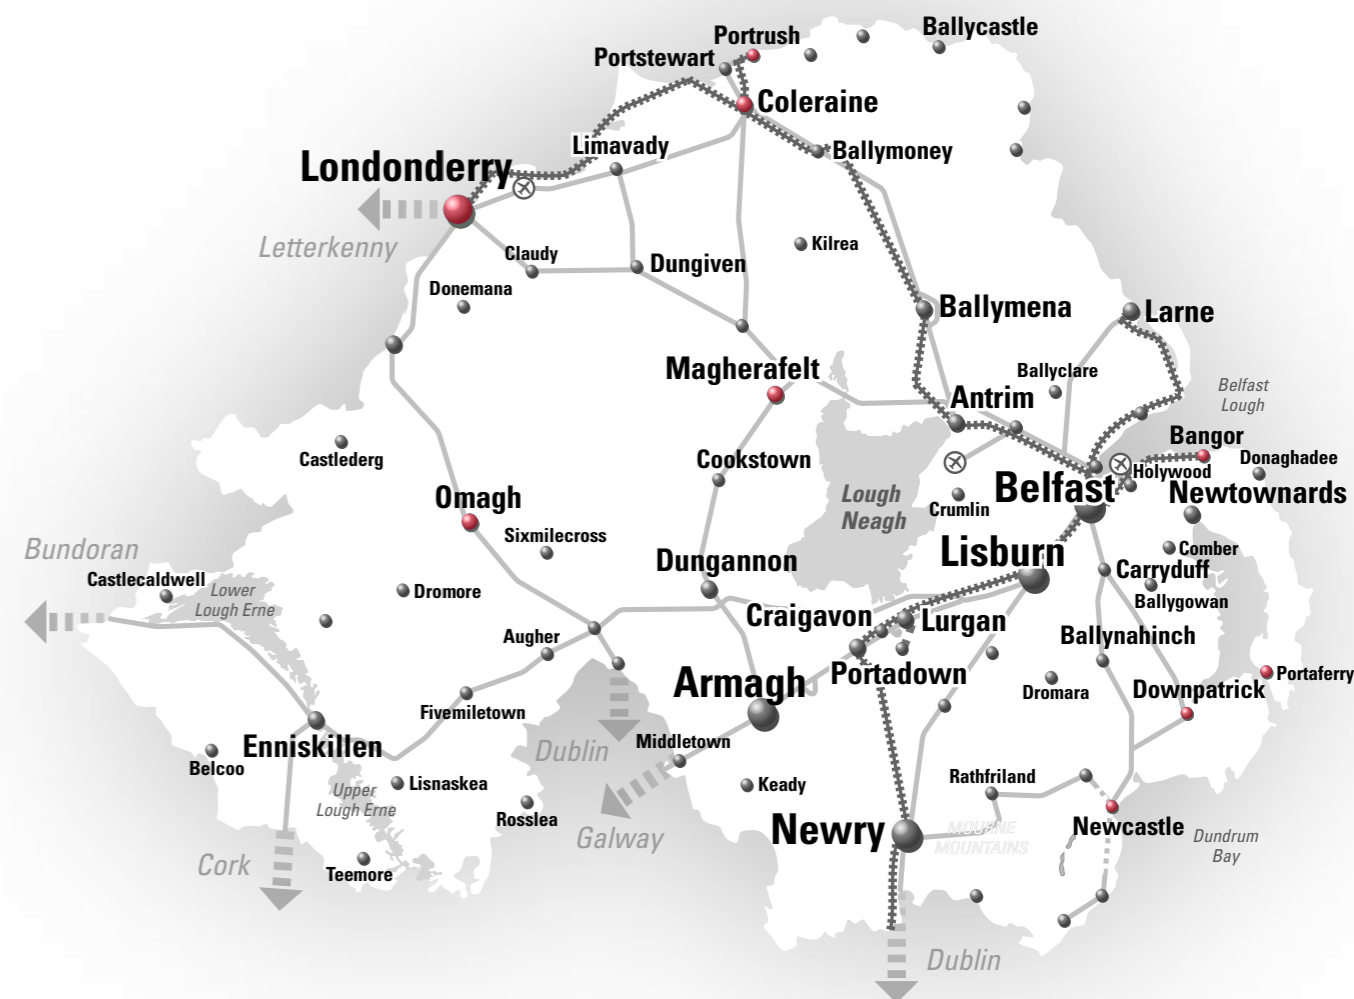 Ballycastle
Portrush
Portstewart
Coleraine
Limavady
Ballymoney
Londonderry
Letterkenny
Claudy
Dungiven
Kilrea
Donemana
Ballymena
Larne
Magherafelt
Ballyclare
Belfast
Lough
Antrim
Bangor
Castlederg
Cookstown
Holywood
Donaghadee
Omagh
Lough
Neagh
Crumlin
Belfast
Newtownards
Sixmilecross
Bundoran
Lisburn
Comber
Castlecaldwell
Dungannon
Carryduff
Lower
Lough Erne
Dromore
Ballygowan
Craigavon
Lurgan
Augher
Ballynahinch
Armagh
Portadown
Dromara
Downpatrick
Portaferry
Fivemiletown
Enniskillen
Dublin
Middletown
Belcoo
Lisnaskea
Keady
Rathfriland
Upper
Lough Erne
Rosslea
Galway
Newry
MOURNE
MOUNTAINS
Newcastle
Dundrum
Bay
Cork
Teemore
Dublin